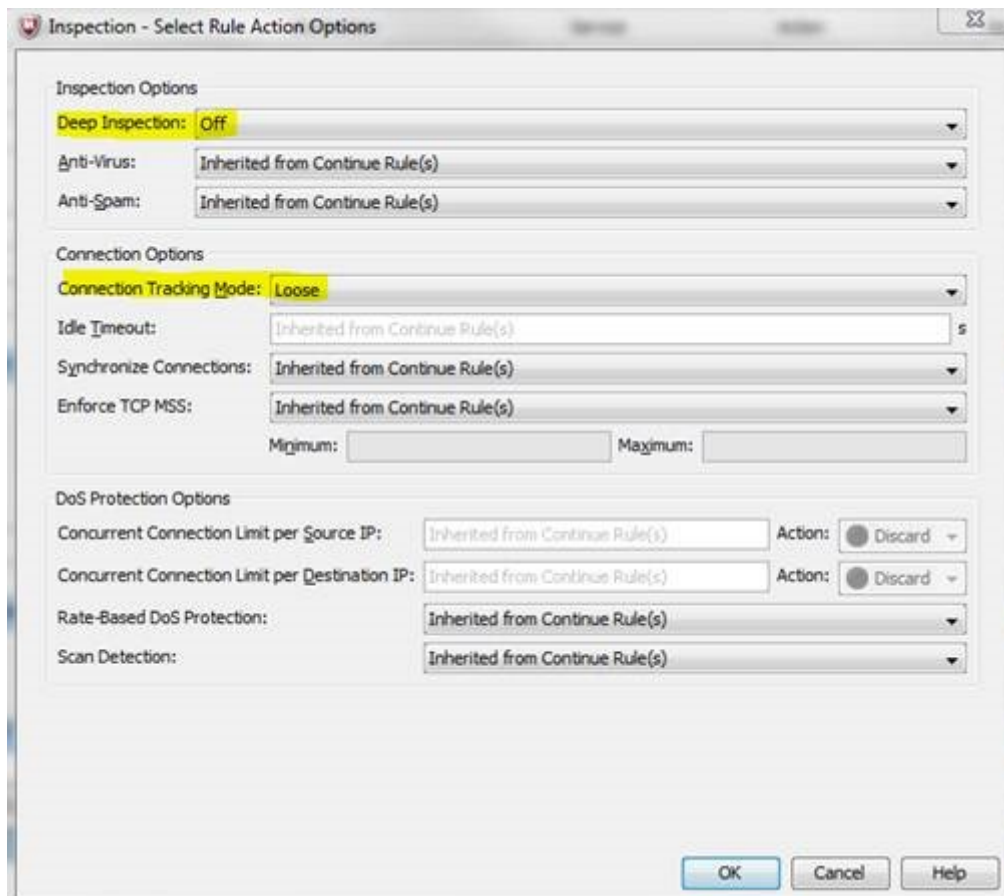 Inspection - Select Rule Action Options
Inspection Options
Deep Inspection: Off
Anti-Virus: Inherited from Continue Rule(s)
Anti-Spam: Inherited from Continue Rule(s)
Connection Options
Connection Tracking Mode: Loose
Idle Timeout: Inherited from Continue Rule(s) s
Synchronize Connections: Inherited from Continue Rule(s)
Enforce TCP MSS: Inherited from Continue Rule(s)
Minimum: Maximum:
DoS Protection Options
Concurrent Connection Limit per Source IP: Inherited from Continue Rule(s) Action: Discard
Concurrent Connection Limit per Destination IP: Inherited from Continue Rule(s) Action: Discard
Rate-Based DoS Protection: Inherited from Continue Rule(s)
Scan Detection: Inherited from Continue Rule(s)
OK Cancel Help